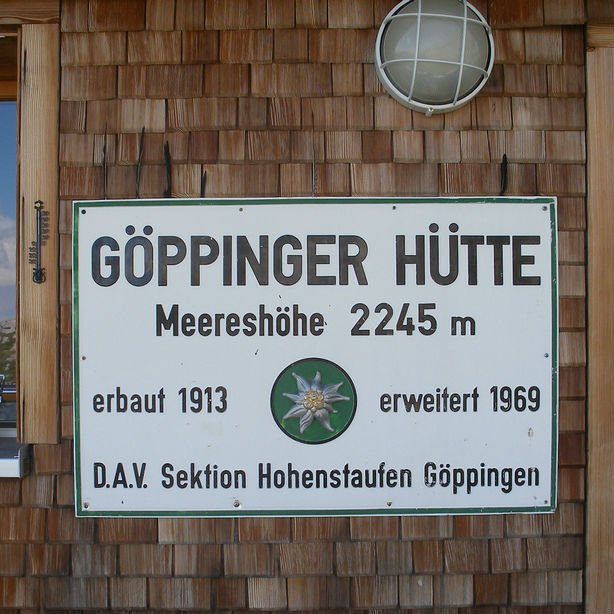 GÖPPINGER HÜTTE
Meereshöhe 2245 m
erbaut 1913 erweitert 1969
D.A.V. Sektion Hohenstaufen Göppingen